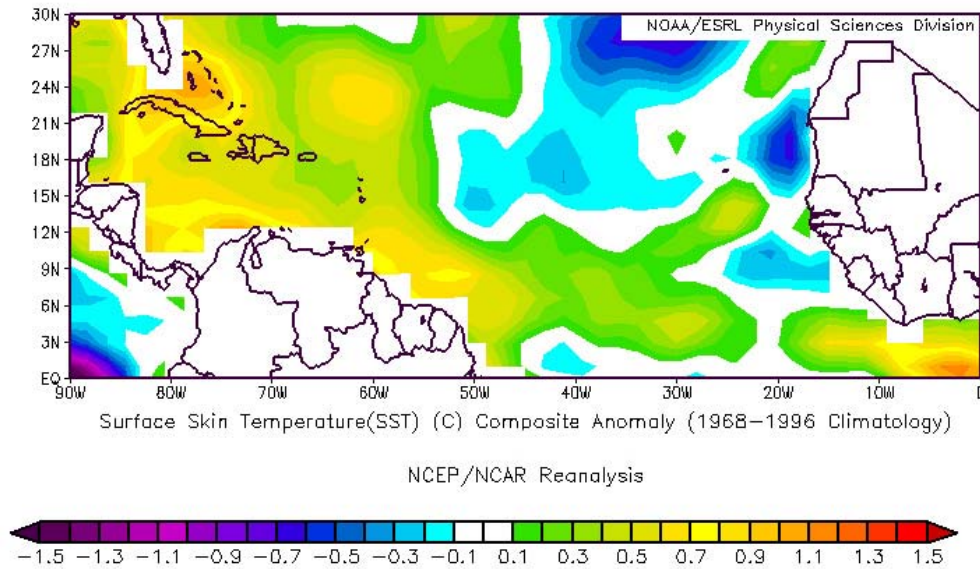 30N
NOAA/ESRL Physical Sciences Division
27N
24N
21N
18N
15N
12N
9N
6N
3N
EQ
90W 80W 70W 60W 50W 40W 30W 20W 10W 0
Surface Skin Temperature(SST) (C) Composite Anomaly (1968-1996 Climatology)
NCEP/NCAR Reanalysis
-1.5 -1.3 -1.1 -0.9 -0.7 -0.5 -0.3 -0.1 0.1 0.3 0.5 0.7 0.9 1.1 1.3 1.5